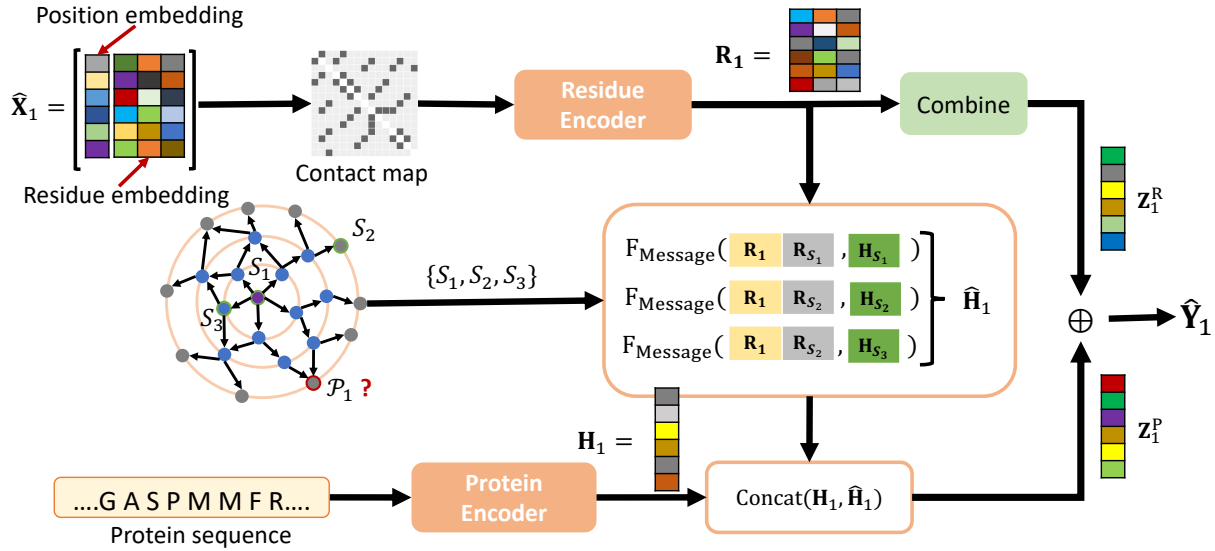 Position embedding
X̂₁ =
Residue embedding
Contact map
Residue
Encoder
R₁ =
Combine
Z₁ᴿ
S₂
S₁
S₃
𝒫₁ ?
{S₁, S₂, S₃}
F_Message( R₁ R_S₁ , H_S₁ )
F_Message( R₁ R_S₂ , H_S₂ )
F_Message( R₁ R_S₂ , H_S₃ )
Ĥ₁
⊕
Ŷ₁
Z₁ᴾ
H₁ =
....G A S P M M F R....
Protein sequence
Protein
Encoder
Concat(H₁, Ĥ₁)